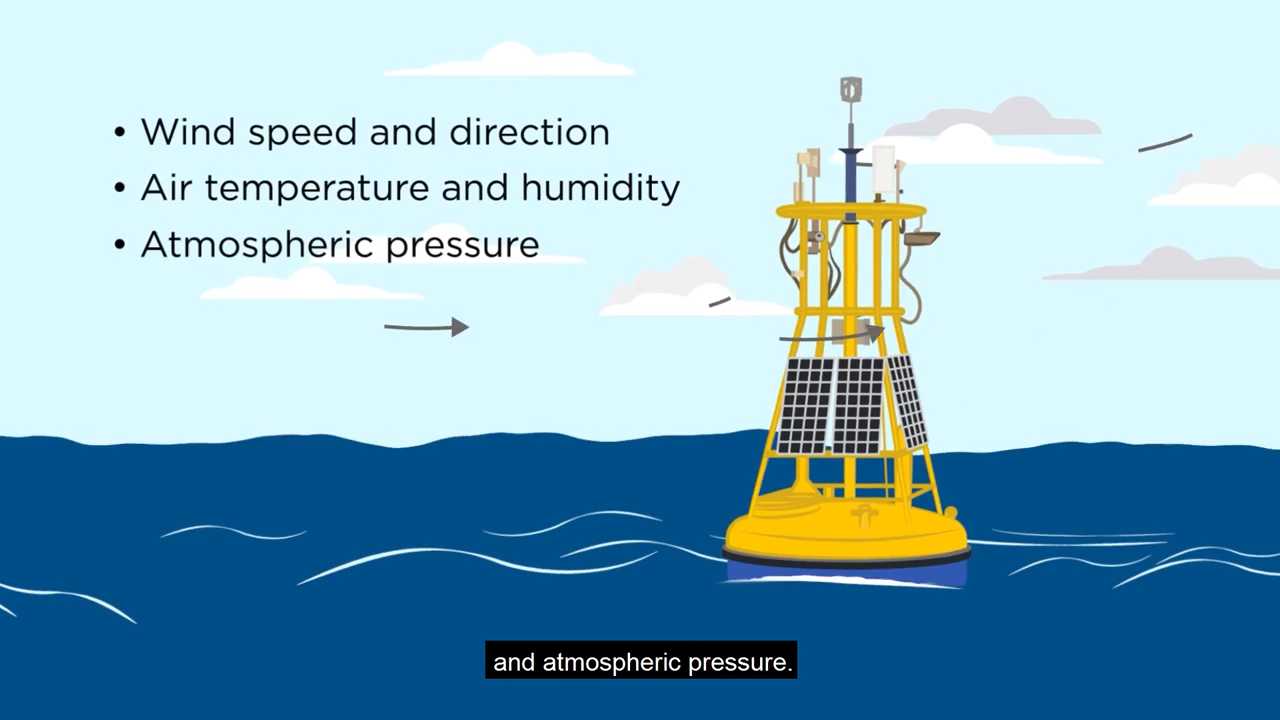 • Wind speed and direction
• Air temperature and humidity
• Atmospheric pressure
and atmospheric pressure.